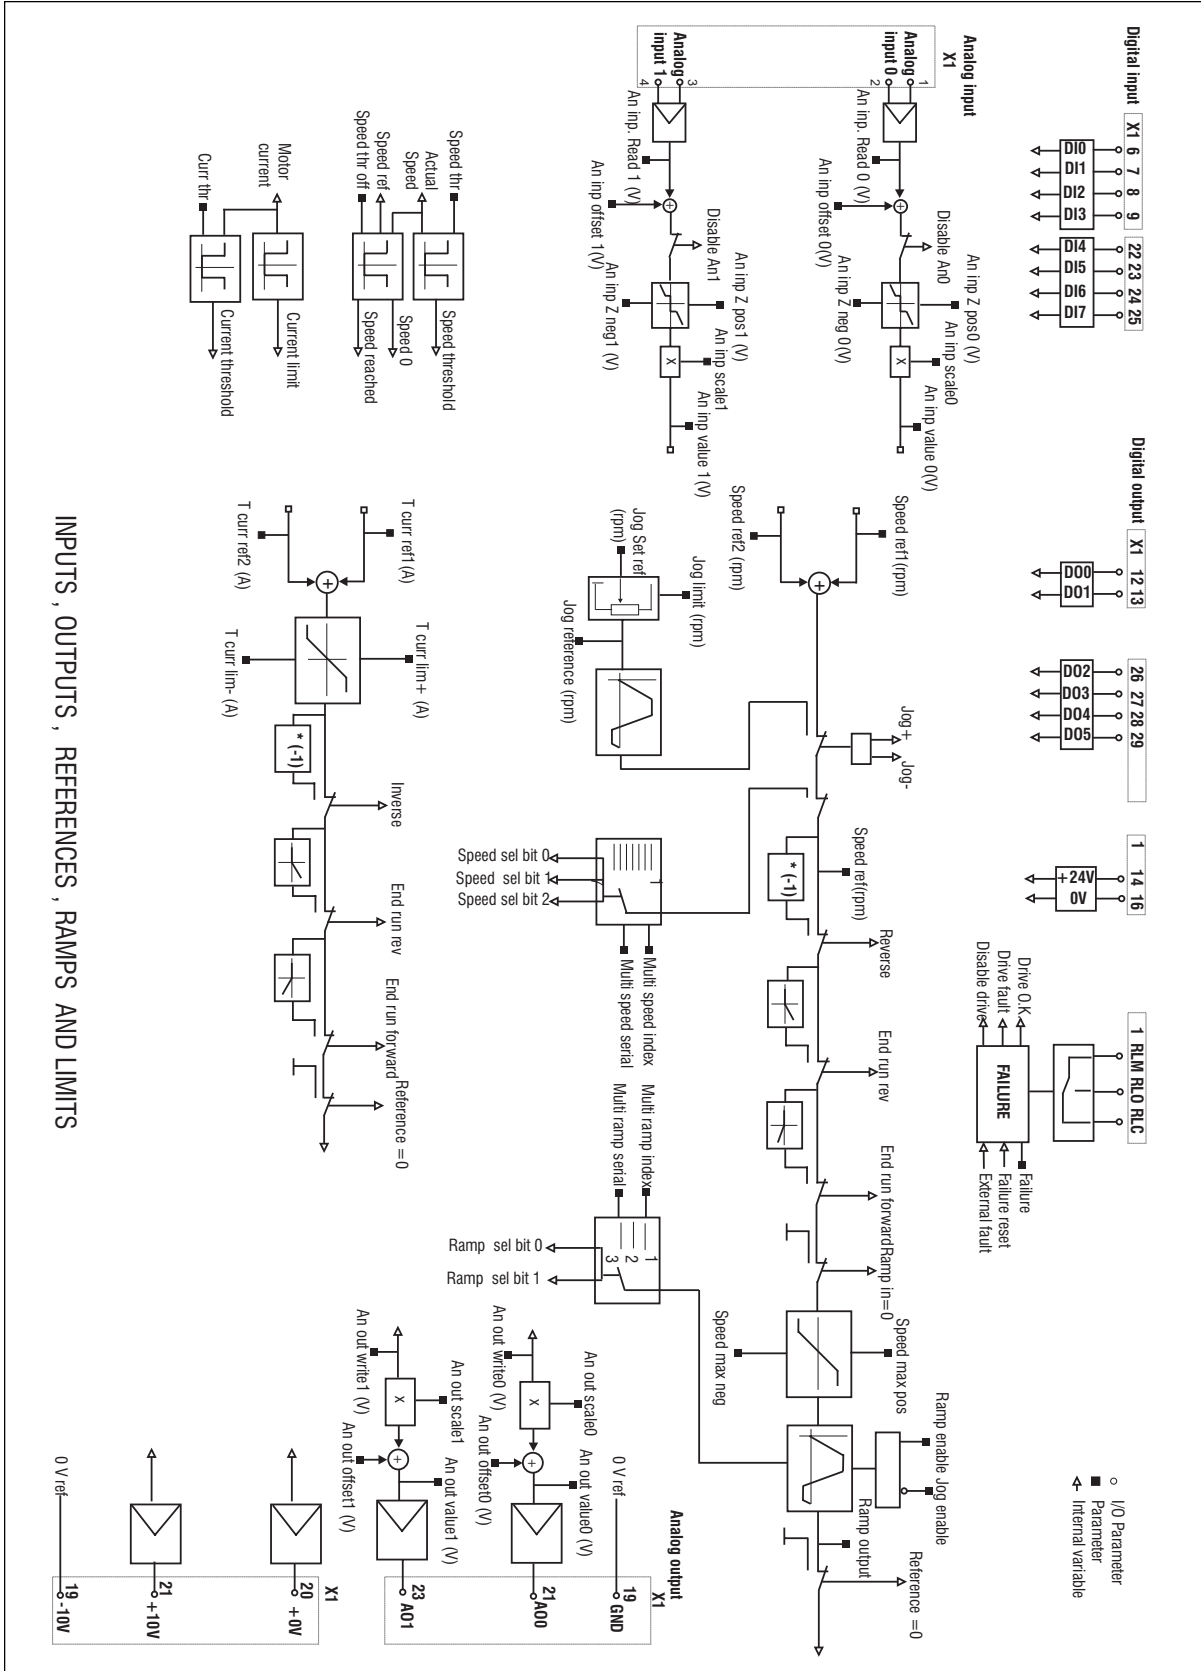 Digital input
X1 6 7 8 9
22 23 24 25
DI0
DI1
DI2
DI3
DI4
DI5
DI6
DI7
Digital output
X1 12 13
26 27 28 29
DO0
DO1
DO2
DO3
DO4
DO5
1 14 16
+24V
0V
1 RLM RLO RLC
FAILURE
Drive O.K.
Drive fault
Disable drive
Failure
Failure reset
External fault
I/O Parameter
Parameter
Internal variable
Analog input
X1
Analog
input 0
1
2
Analog
input 1
3
4
An inp. Read 0 (V)
An inp offset 0(V)
Disable An0
An inp Z pos0 (V)
An inp Z neg 0(V)
An inp scale0
X
An inp value 0(V)
An inp. Read 1 (V)
An inp offset 1(V)
Disable An1
An inp Z pos1 (V)
An inp Z neg1 (V)
An inp scale1
X
An inp value 1(V)
Speed ref1(rpm)
Speed ref2 (rpm)
+
Jog limit (rpm)
Jog Set ref
(rpm)
Jog reference (rpm)
Jog+
Jog-
Speed ref(rpm)
* (-1)
Reverse
End run rev
End run forward
Ramp in=0
Speed max pos
Speed max neg
Ramp enable
Jog enable
Ramp output
Reference =0
Speed sel bit 0
Speed sel bit 1
Speed sel bit 2
1
7
Multi speed index
Multi speed serial
Multi ramp index
Multi ramp serial
1
2
3
Ramp sel bit 0
Ramp sel bit 1
Speed thr
Actual
Speed
Speed ref
Speed thr off
Speed threshold
Speed 0
Speed reached
Motor
current
Curr thr
Current limit
Current threshold
T curr ref1(A)
T curr ref2 (A)
+
T curr lim+ (A)
T curr lim- (A)
* (-1)
Inverse
End run rev
End run forward
Reference =0
An out write0 (V)
An out scale0
X
An out offset0 (V)
An out value0 (V)
An out write1 (V)
An out scale1
X
An out offset1 (V)
An out value1 (V)
0 V ref
Analog output
X1
19
GND
21
AO0
23
AO1
X1
20
+0V
21
+10V
0 V ref
19
-10V
INPUTS , OUTPUTS , REFERENCES , RAMPS AND LIMITS